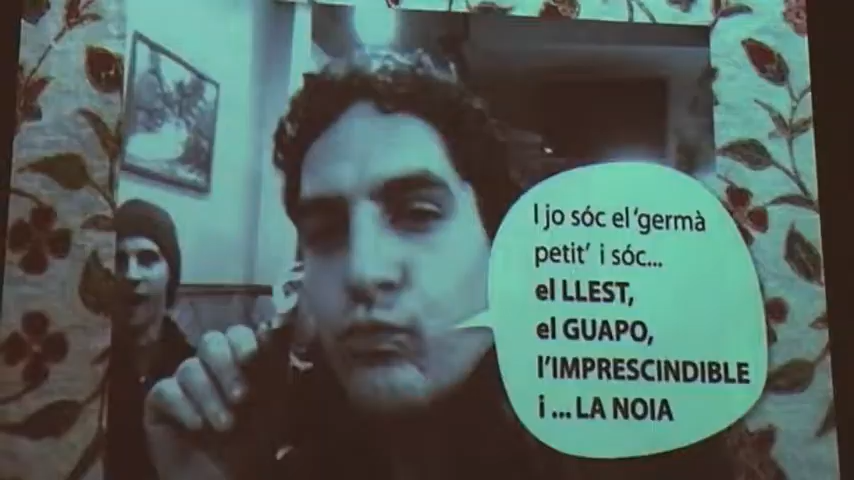 I jo sóc el 'germà
petit' i sóc...
el LLEST,
el GUAPO,
l'IMPRESCINDIBLE
i ... LA NOIA